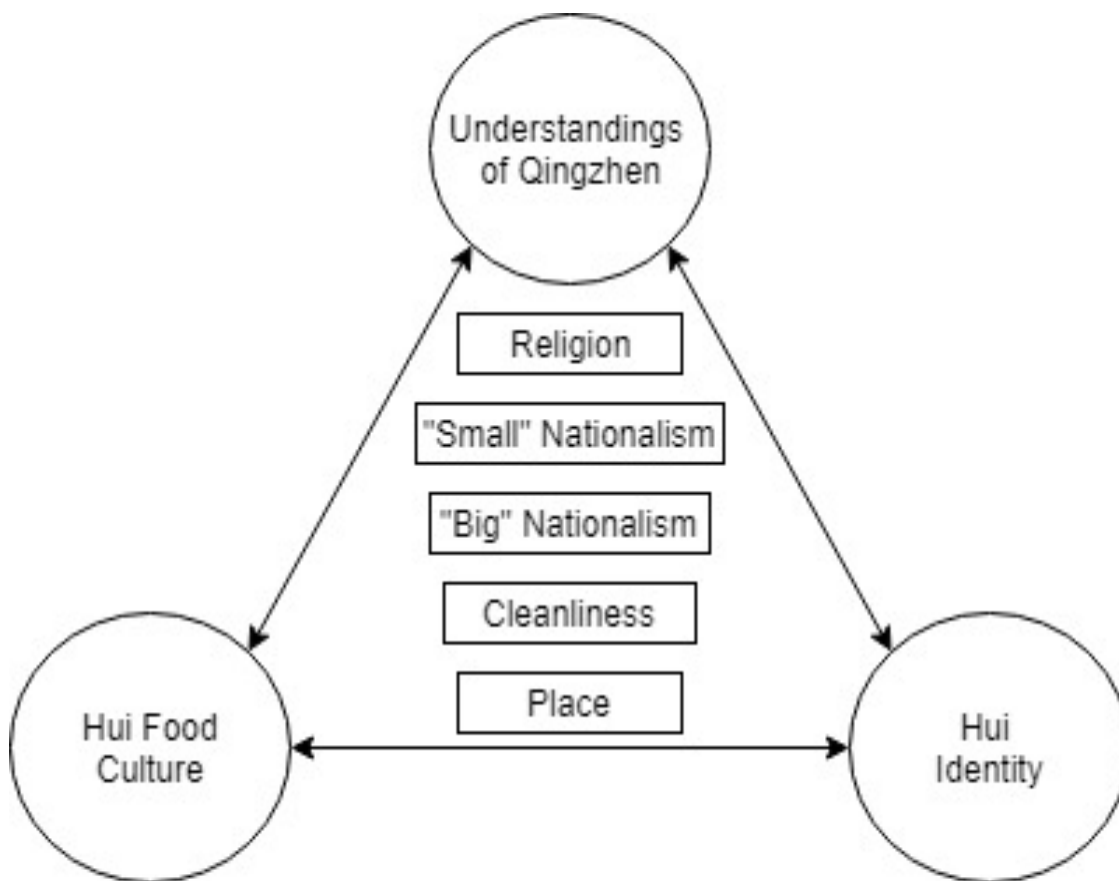 Understandings
of Qingzhen
Religion
"Small" Nationalism
"Big" Nationalism
Cleanliness
Place
Hui Food
Culture
Hui
Identity